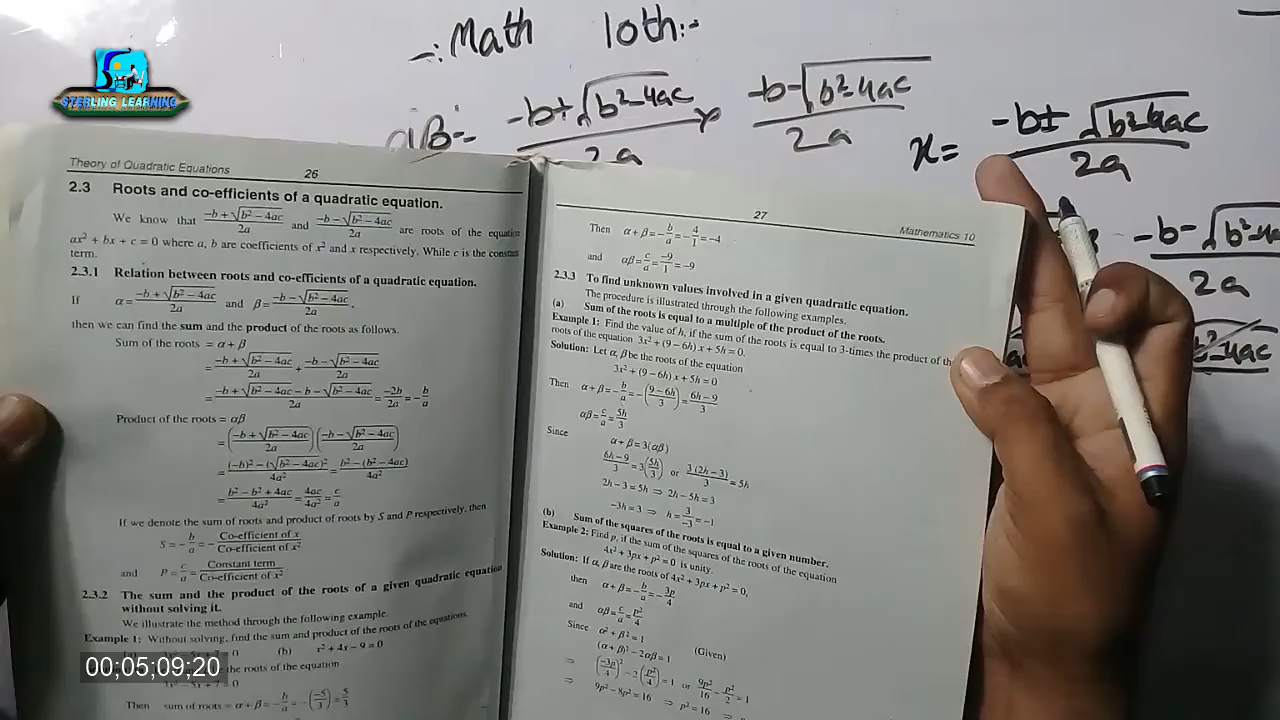 -: Math 10th:-
αβ = -b+√b²-4ac / 2a × -b-√b²-4ac / 2a
x = -b±√b²-4ac / 2a
-b-√b²-4ac / 2a
STERLING LEARNING
Theory of Quadratic Equations 26
2.3 Roots and co-efficients of a quadratic equation.
We know that (-b+√(b²-4ac))/2a and (-b-√(b²-4ac))/2a are roots of the equation
ax² + bx + c = 0 where a, b are coefficients of x² and x respectively. While c is the constant
term.
2.3.1 Relation between roots and co-efficients of a quadratic equation.
If α = (-b+√(b²-4ac))/2a and β = (-b-√(b²-4ac))/2a,
then we can find the sum and the product of the roots as follows.
Sum of the roots = α + β
= (-b+√(b²-4ac))/2a + (-b-√(b²-4ac))/2a
= (-b+√(b²-4ac) -b-√(b²-4ac))/2a = -2b/2a = -b/a
Product of the roots = αβ
= ((-b+√(b²-4ac))/2a) ((-b-√(b²-4ac))/2a)
= ((-b)²-(√(b²-4ac))²)/4a² = (b²-(b²-4ac))/4a²
= (b²-b²+4ac)/4a² = 4ac/4a² = c/a
If we denote the sum of roots and product of roots by S and P respectively, then
S = -b/a = - Co-efficient of x / Co-efficient of x²
and P = c/a = Constant term / Co-efficient of x²
2.3.2 The sum and the product of the roots of a given quadratic equation
without solving it.
We illustrate the method through the following example.
Example 1: Without solving, find the sum and product of the roots of the equations.
(b) x² + 4x - 9 = 0
the roots of the equation
3x² - 5x + 7 = 0
Then sum of roots = α + β = -b/a = -(-5/3) = 5/3
27 Mathematics 10
Then α + β = -b/a = -4/1 = -4
and αβ = c/a = -9/1 = -9
2.3.3 To find unknown values involved in a given quadratic equation.
The procedure is illustrated through the following examples.
(a) Sum of the roots is equal to a multiple of the product of the roots.
Example 1: Find the value of h, if the sum of the roots is equal to 3-times the product of
roots of the equation 3x² + (9 - 6h) x + 5h = 0.
Solution: Let α, β be the roots of the equation
3x² + (9 - 6h) x + 5h = 0
Then α + β = -b/a = -((9-6h)/3) = (6h-9)/3
αβ = c/a = 5h/3
Since α + β = 3(αβ)
(6h-9)/3 = 3(5h/3) or 3(2h-3)/3 = 5h
2h - 3 = 5h ⇒ 2h - 5h = 3
-3h = 3 ⇒ h = 3/-3 = -1
(b) Sum of the squares of the roots is equal to a given number.
Example 2: Find p, if the sum of the squares of the roots of the equation
4x² + 3px + p² = 0 is unity.
Solution: If α, β are the roots of 4x² + 3px + p² = 0,
then α + β = -b/a = -3p/4
and αβ = c/a = p²/4
Since α² + β² = 1 (Given)
(α + β)² - 2αβ = 1
⇒ (-3p/4)² - 2(p²/4) = 1 or 9p²/16 - p²/2 = 1
⇒ 9p² - 8p² = 16 ⇒ p² = 16 ⇒
00;05;09;20